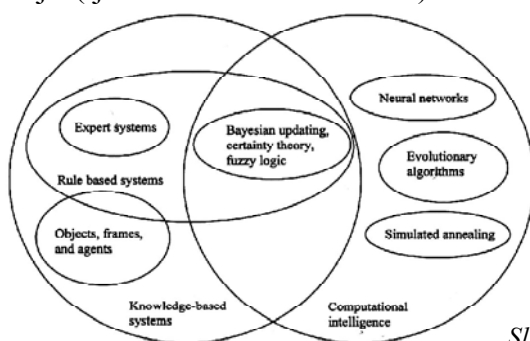 Expert systems
Bayesian updating,
certainty theory,
fuzzy logic
Neural networks
Evolutionary
algorithms
Rule based systems
Objects, frames,
and agents
Simulated annealing
Knowledge-based
systems
Computational
intelligence